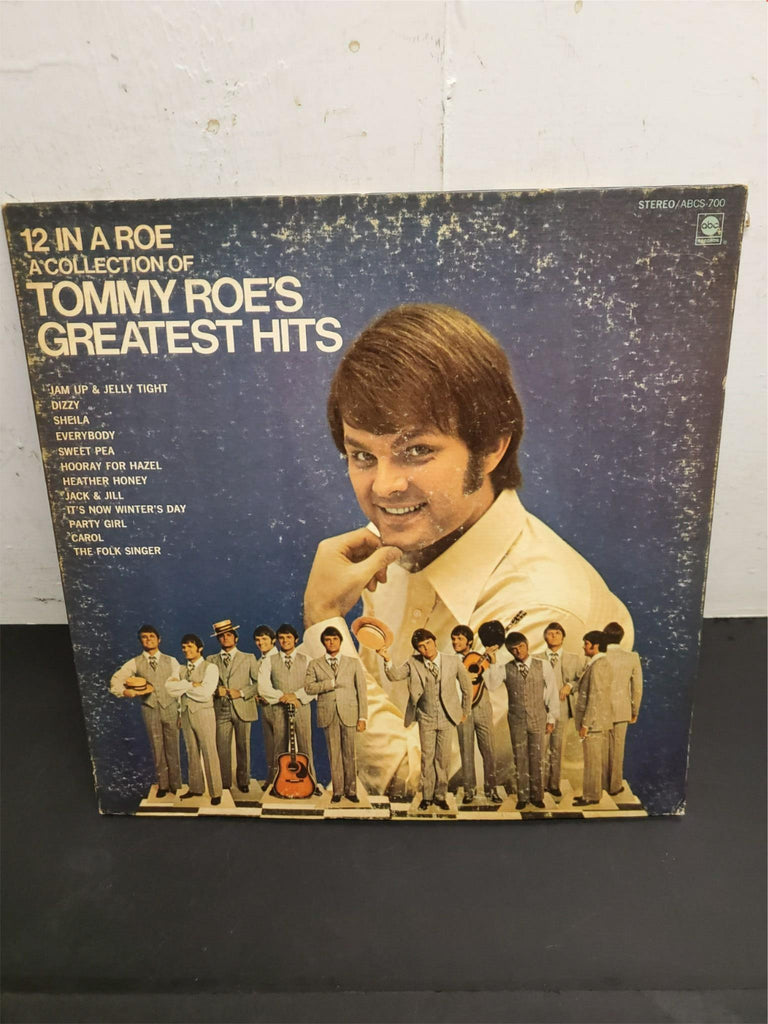 STEREO/ABCS-700
abc
RECORDS
12 IN A ROE
A COLLECTION OF
TOMMY ROE'S
GREATEST HITS
JAM UP & JELLY TIGHT
DIZZY
SHEILA
EVERYBODY
SWEET PEA
HOORAY FOR HAZEL
HEATHER HONEY
JACK & JILL
IT'S NOW WINTER'S DAY
PARTY GIRL
CAROL
THE FOLK SINGER